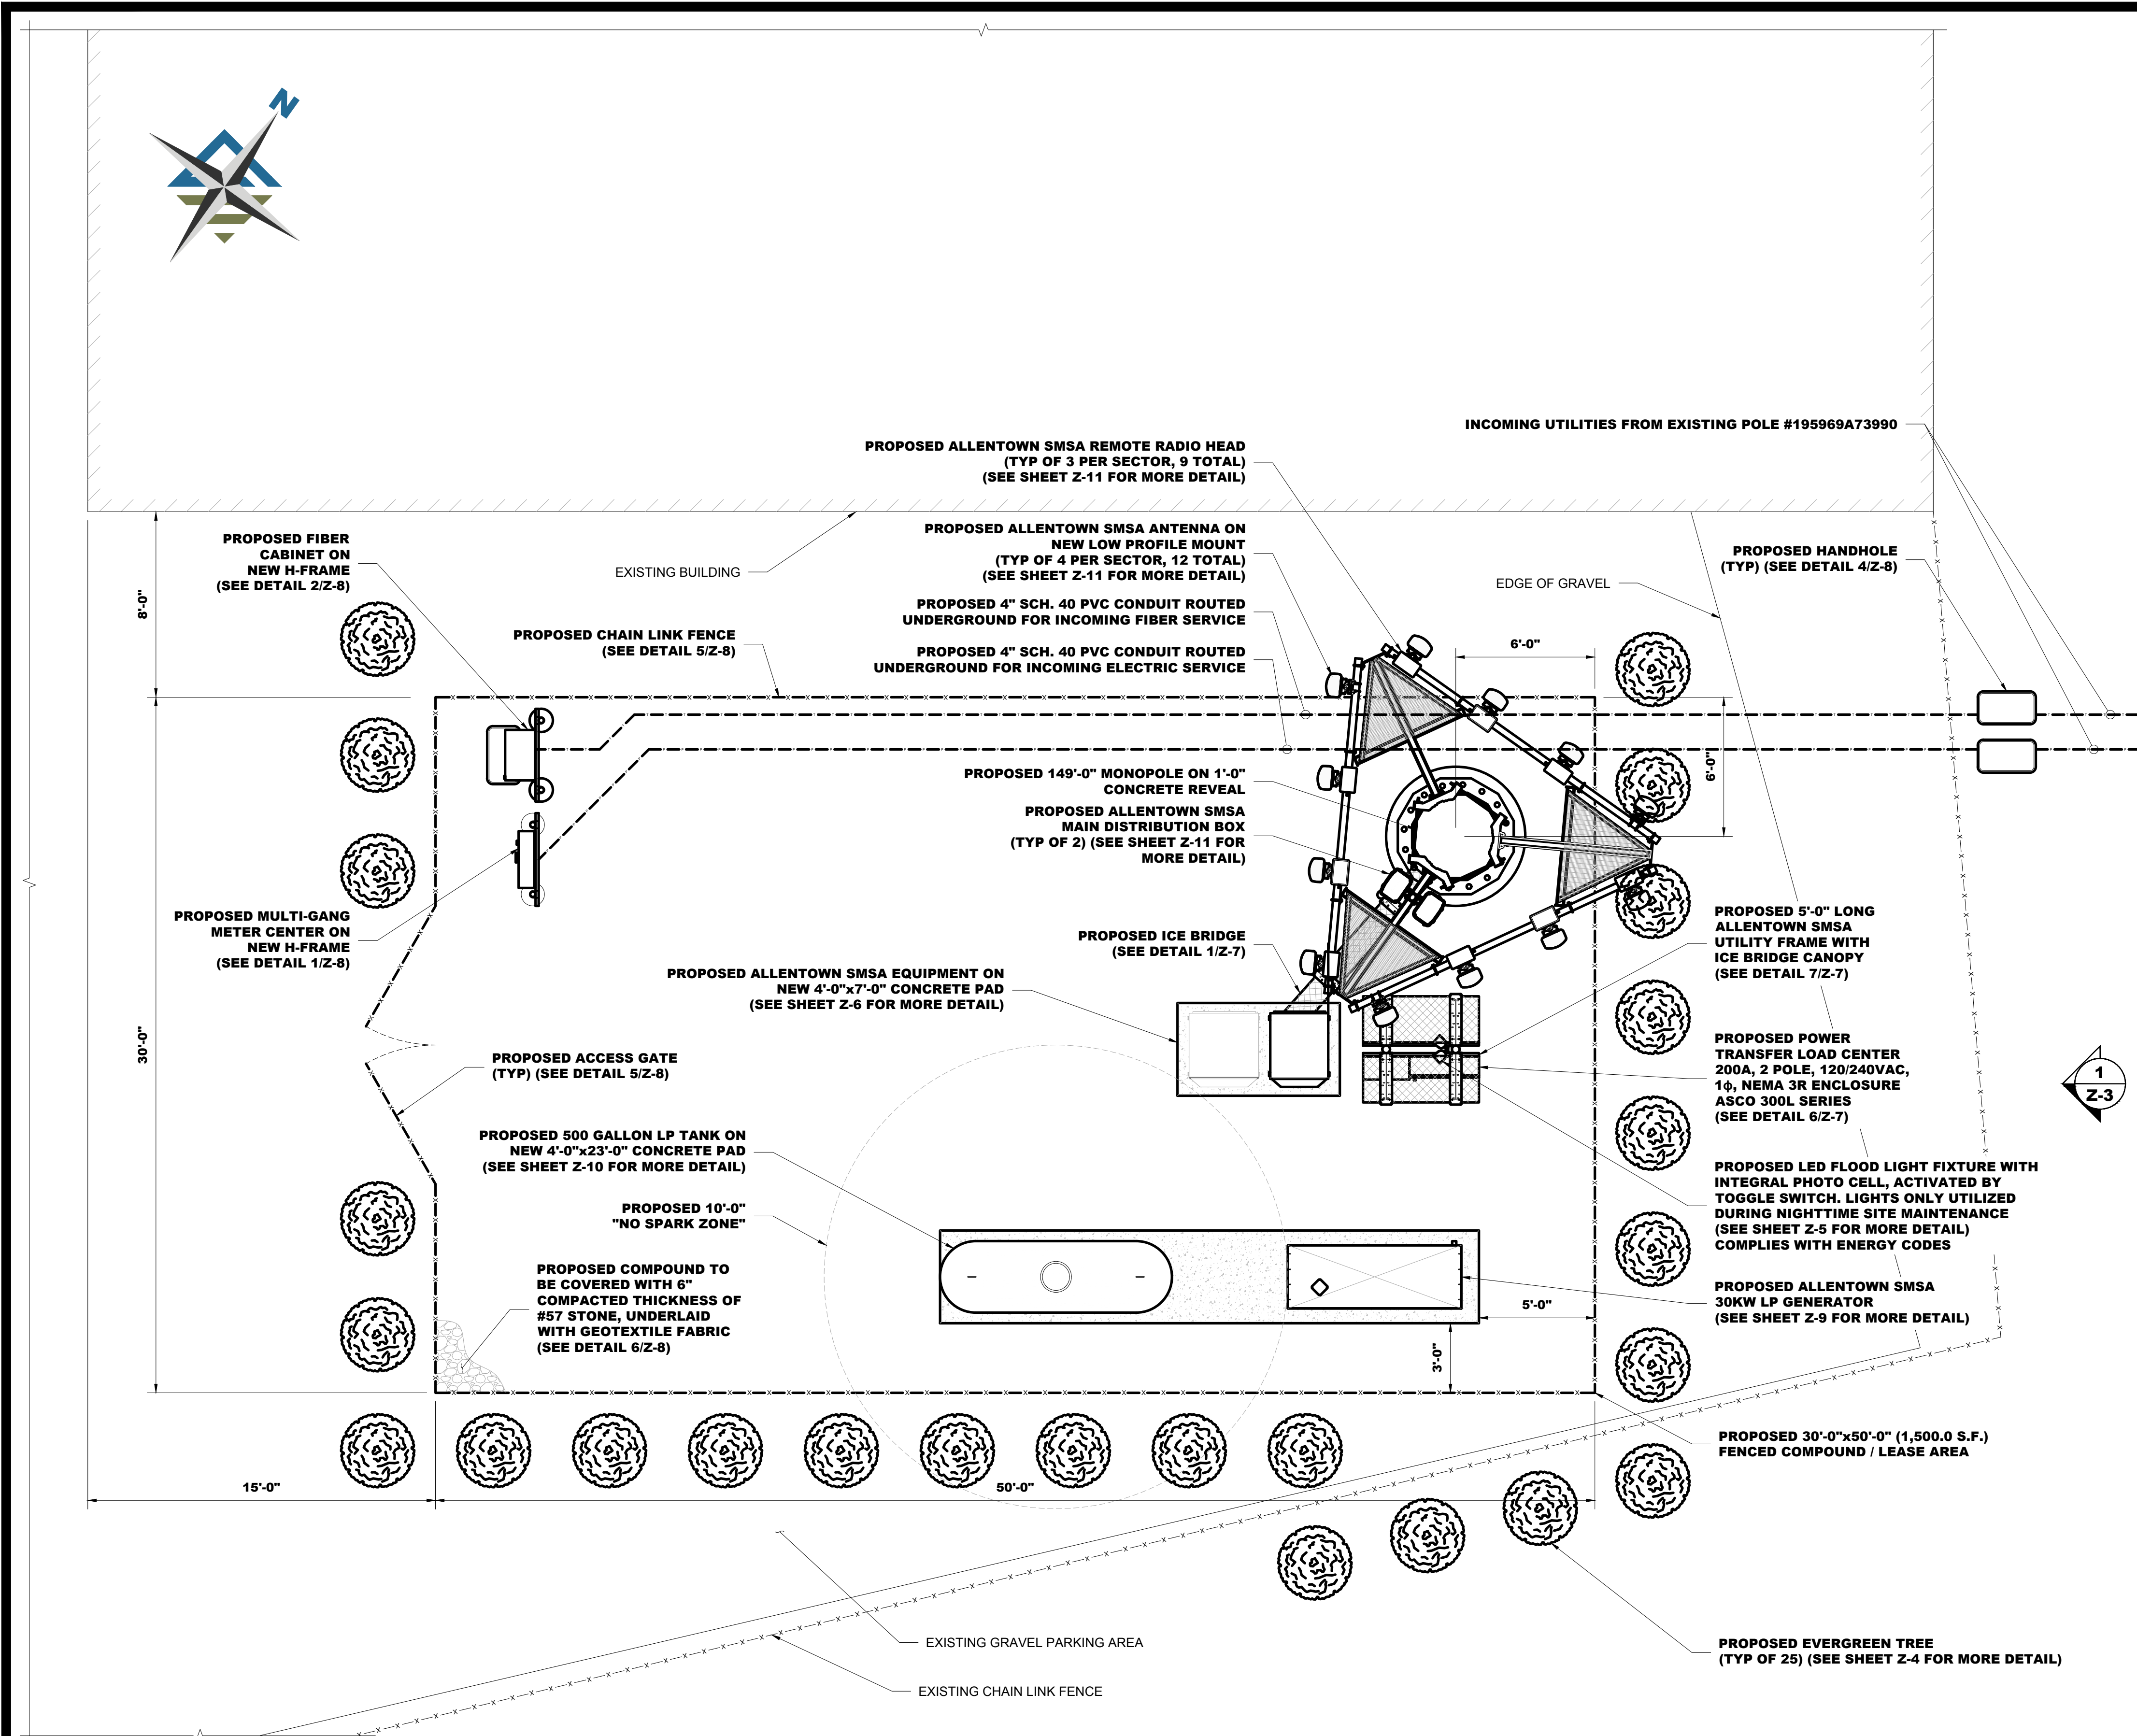 N
INCOMING UTILITIES FROM EXISTING POLE #195969A73990
PROPOSED ALLENTOWN SMSA REMOTE RADIO HEAD
(TYP OF 3 PER SECTOR, 9 TOTAL)
(SEE SHEET Z-11 FOR MORE DETAIL)
PROPOSED FIBER
CABINET ON
NEW H-FRAME
(SEE DETAIL 2/Z-8)
EXISTING BUILDING
PROPOSED ALLENTOWN SMSA ANTENNA ON
NEW LOW PROFILE MOUNT
(TYP OF 4 PER SECTOR, 12 TOTAL)
(SEE SHEET Z-11 FOR MORE DETAIL)
EDGE OF GRAVEL
PROPOSED HANDHOLE
(TYP) (SEE DETAIL 4/Z-8)
8'-0"
PROPOSED CHAIN LINK FENCE
(SEE DETAIL 5/Z-8)
PROPOSED 4" SCH. 40 PVC CONDUIT ROUTED
UNDERGROUND FOR INCOMING FIBER SERVICE
PROPOSED 4" SCH. 40 PVC CONDUIT ROUTED
UNDERGROUND FOR INCOMING ELECTRIC SERVICE
6'-0"
6'-0"
PROPOSED 149'-0" MONOPOLE ON 1'-0"
CONCRETE REVEAL
PROPOSED ALLENTOWN SMSA
MAIN DISTRIBUTION BOX
(TYP OF 2) (SEE SHEET Z-11 FOR
MORE DETAIL)
PROPOSED MULTI-GANG
METER CENTER ON
NEW H-FRAME
(SEE DETAIL 1/Z-8)
PROPOSED ICE BRIDGE
(SEE DETAIL 1/Z-7)
PROPOSED 5'-0" LONG
ALLENTOWN SMSA
UTILITY FRAME WITH
ICE BRIDGE CANOPY
(SEE DETAIL 7/Z-7)
PROPOSED ALLENTOWN SMSA EQUIPMENT ON
NEW 4'-0"x7'-0" CONCRETE PAD
(SEE SHEET Z-6 FOR MORE DETAIL)
30'-0"
PROPOSED ACCESS GATE
(TYP) (SEE DETAIL 5/Z-8)
PROPOSED POWER
TRANSFER LOAD CENTER
200A, 2 POLE, 120/240VAC,
1ϕ, NEMA 3R ENCLOSURE
ASCO 300L SERIES
(SEE DETAIL 6/Z-7)
1
Z-3
PROPOSED 500 GALLON LP TANK ON
NEW 4'-0"x23'-0" CONCRETE PAD
(SEE SHEET Z-10 FOR MORE DETAIL)
PROPOSED LED FLOOD LIGHT FIXTURE WITH
INTEGRAL PHOTO CELL, ACTIVATED BY
TOGGLE SWITCH. LIGHTS ONLY UTILIZED
DURING NIGHTTIME SITE MAINTENANCE
(SEE SHEET Z-5 FOR MORE DETAIL)
COMPLIES WITH ENERGY CODES
PROPOSED 10'-0"
"NO SPARK ZONE"
PROPOSED COMPOUND TO
BE COVERED WITH 6"
COMPACTED THICKNESS OF
#57 STONE, UNDERLAID
WITH GEOTEXTILE FABRIC
(SEE DETAIL 6/Z-8)
PROPOSED ALLENTOWN SMSA
30KW LP GENERATOR
(SEE SHEET Z-9 FOR MORE DETAIL)
5'-0"
3'-0"
PROPOSED 30'-0"x50'-0" (1,500.0 S.F.)
FENCED COMPOUND / LEASE AREA
15'-0"
50'-0"
EXISTING GRAVEL PARKING AREA
PROPOSED EVERGREEN TREE
(TYP OF 25) (SEE SHEET Z-4 FOR MORE DETAIL)
EXISTING CHAIN LINK FENCE